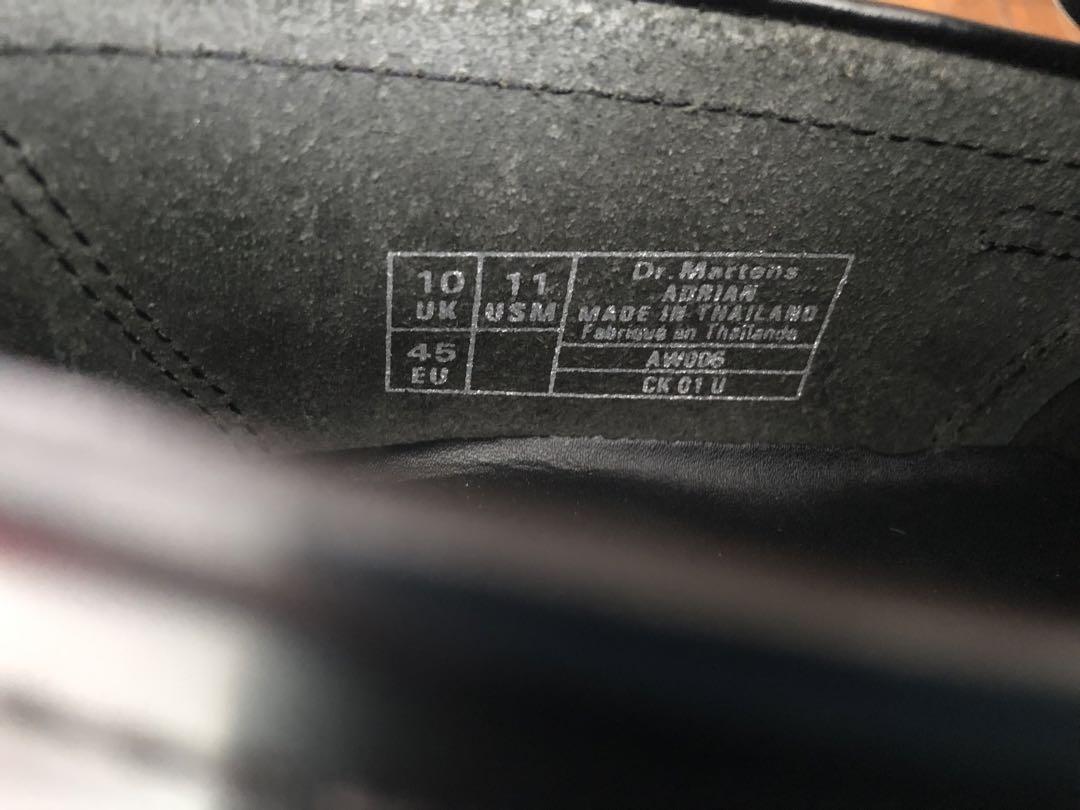 10
UK
11
USM
45
EU
Dr. Martens
ADRIAN
MADE IN THAILAND
Fabriqué en Thaïlande
AW006
CK 01 U